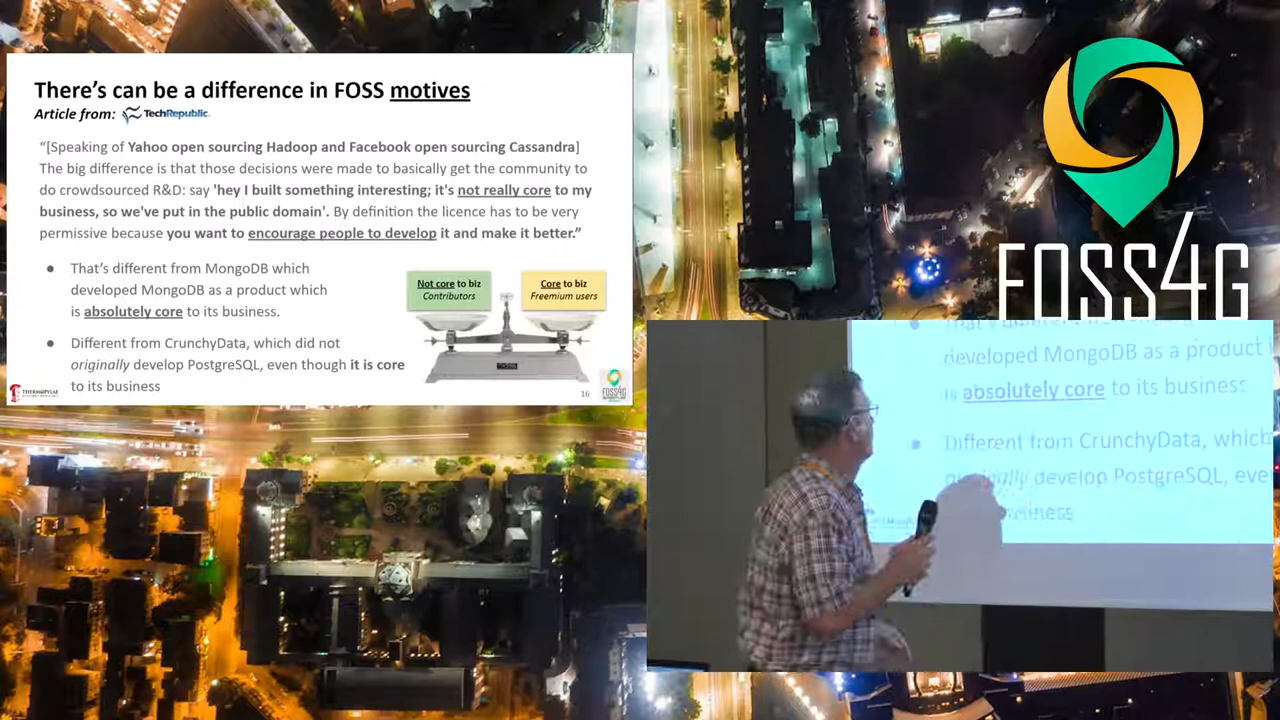 There's can be a difference in FOSS motives
Article from: TechRepublic.
“[Speaking of Yahoo open sourcing Hadoop and Facebook open sourcing Cassandra]
The big difference is that those decisions were made to basically get the community to
do crowdsourced R&D: say 'hey I built something interesting; it's not really core to my
business, so we've put in the public domain'. By definition the licence has to be very
permissive because you want to encourage people to develop it and make it better.”
● That's different from MongoDB which
developed MongoDB as a product which
is absolutely core to its business.
● Different from CrunchyData, which did not
originally develop PostgreSQL, even though it is core
to its business
Not core to biz
Contributors
Core to biz
Freemium users
THERMOPYLAE
16
FOSS4G
FOSS4G
developed MongoDB as a product
is absolutely core to its business
● Different from CrunchyData, which
originally develop PostgreSQL, eve
business